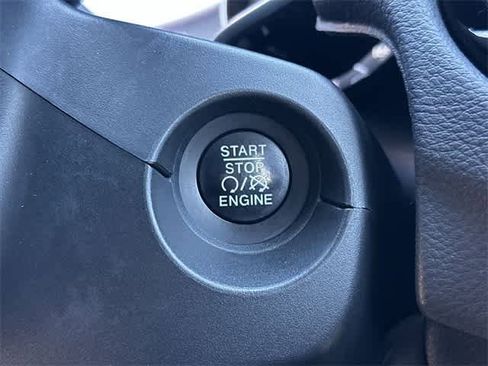 START
STOP
/
ENGINE